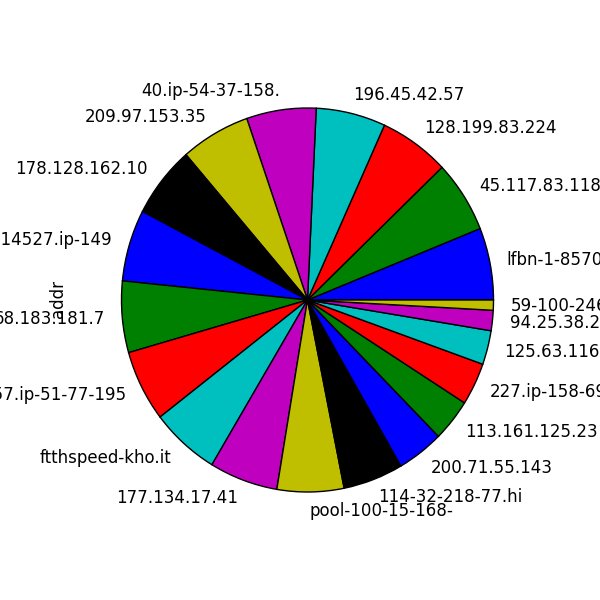 40.ip-54-37-158.
196.45.42.57
209.97.153.35
128.199.83.224
178.128.162.10
45.117.83.118
14527.ip-149
lfbn-1-8570
addr
59-100-246
68.183.181.7
94.25.38.2
125.63.116
57.ip-51-77-195
227.ip-158-69
113.161.125.23
ftthspeed-kho.it
200.71.55.143
177.134.17.41
114-32-218-77.hi
pool-100-15-168-